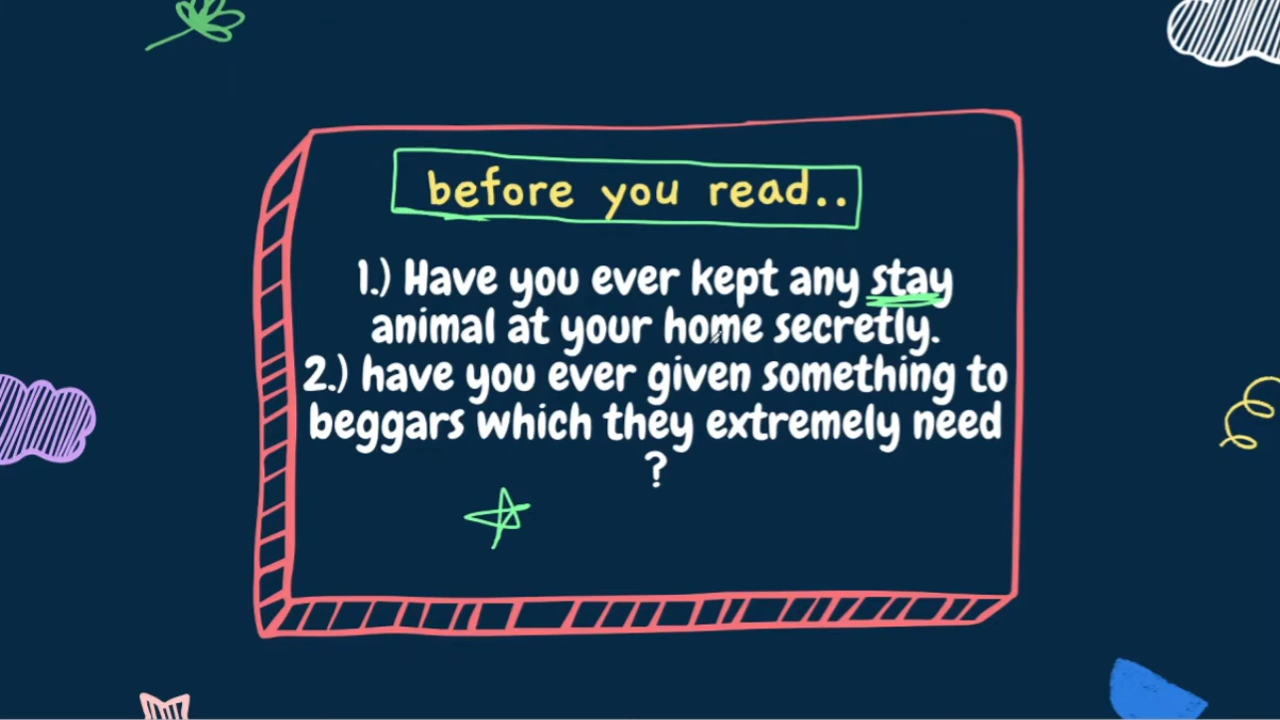 before you read..
1.) Have you ever kept any stay
animal at your home secretly.
2.) have you ever given something to
beggars which they extremely need
?